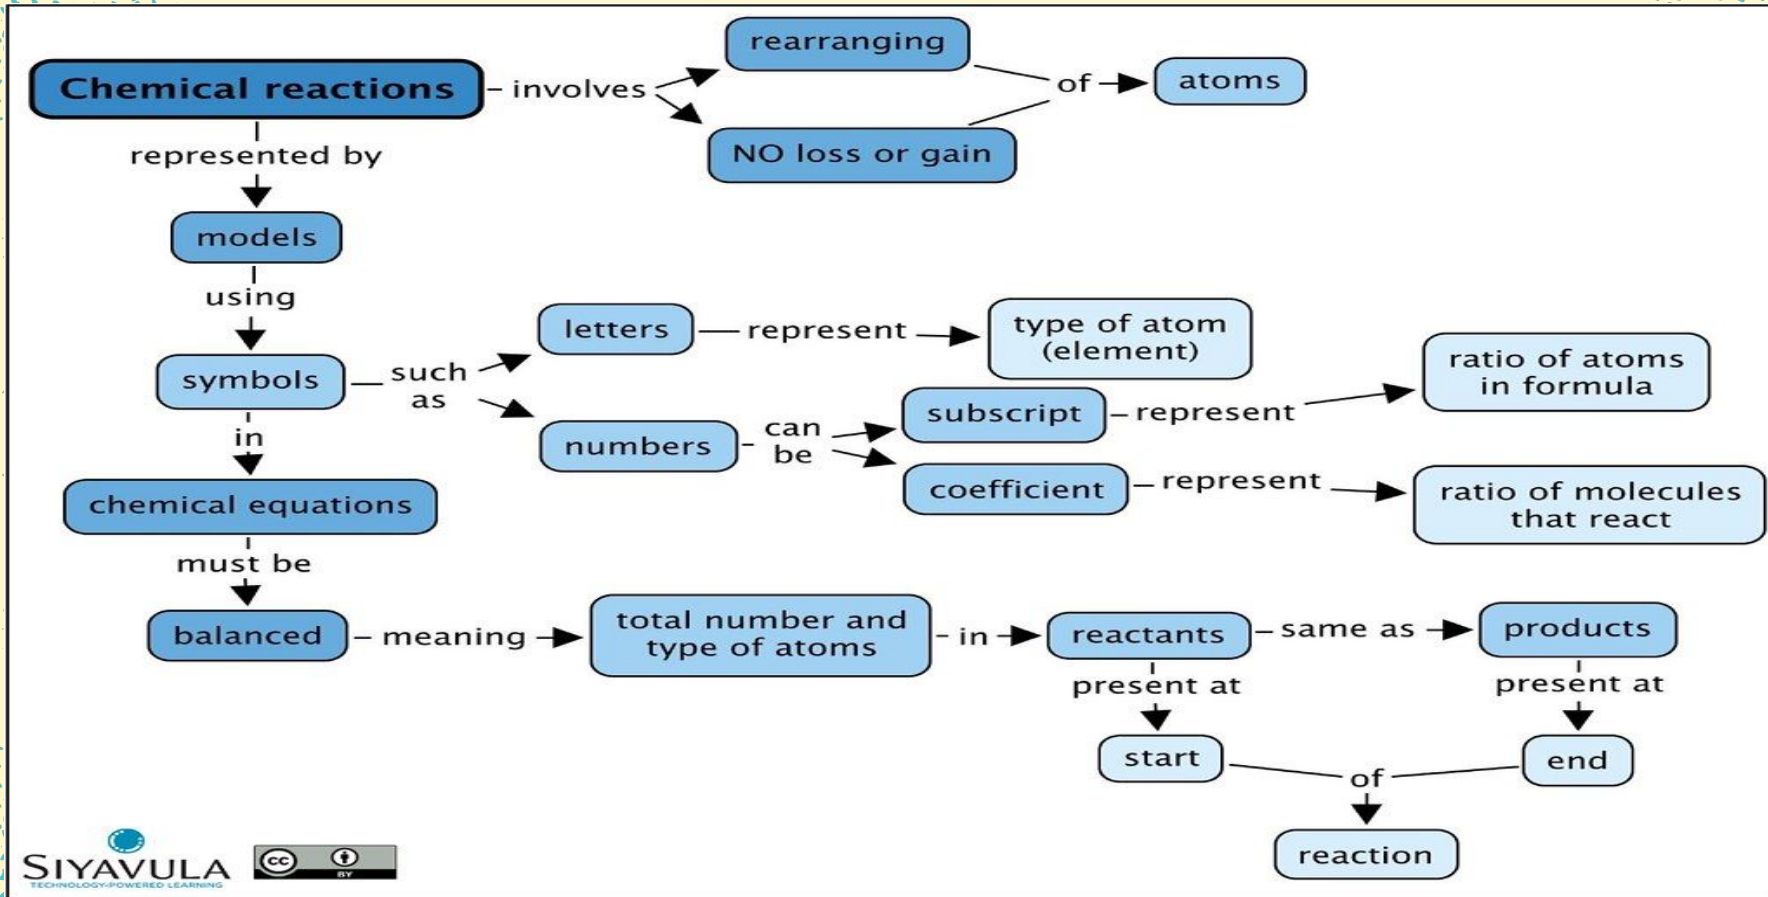 Chemical reactions
involves
rearranging
NO loss or gain
of
atoms
represented by
models
using
symbols
such
as
letters
represent
type of atom
(element)
numbers
can
be
subscript
represent
ratio of atoms
in formula
coefficient
represent
ratio of molecules
that react
in
chemical equations
must be
balanced
meaning
total number and
type of atoms
in
reactants
same as
products
present at
start
present at
end
of
reaction
SIYAVULA
TECHNOLOGY-POWERED LEARNING
cc
BY